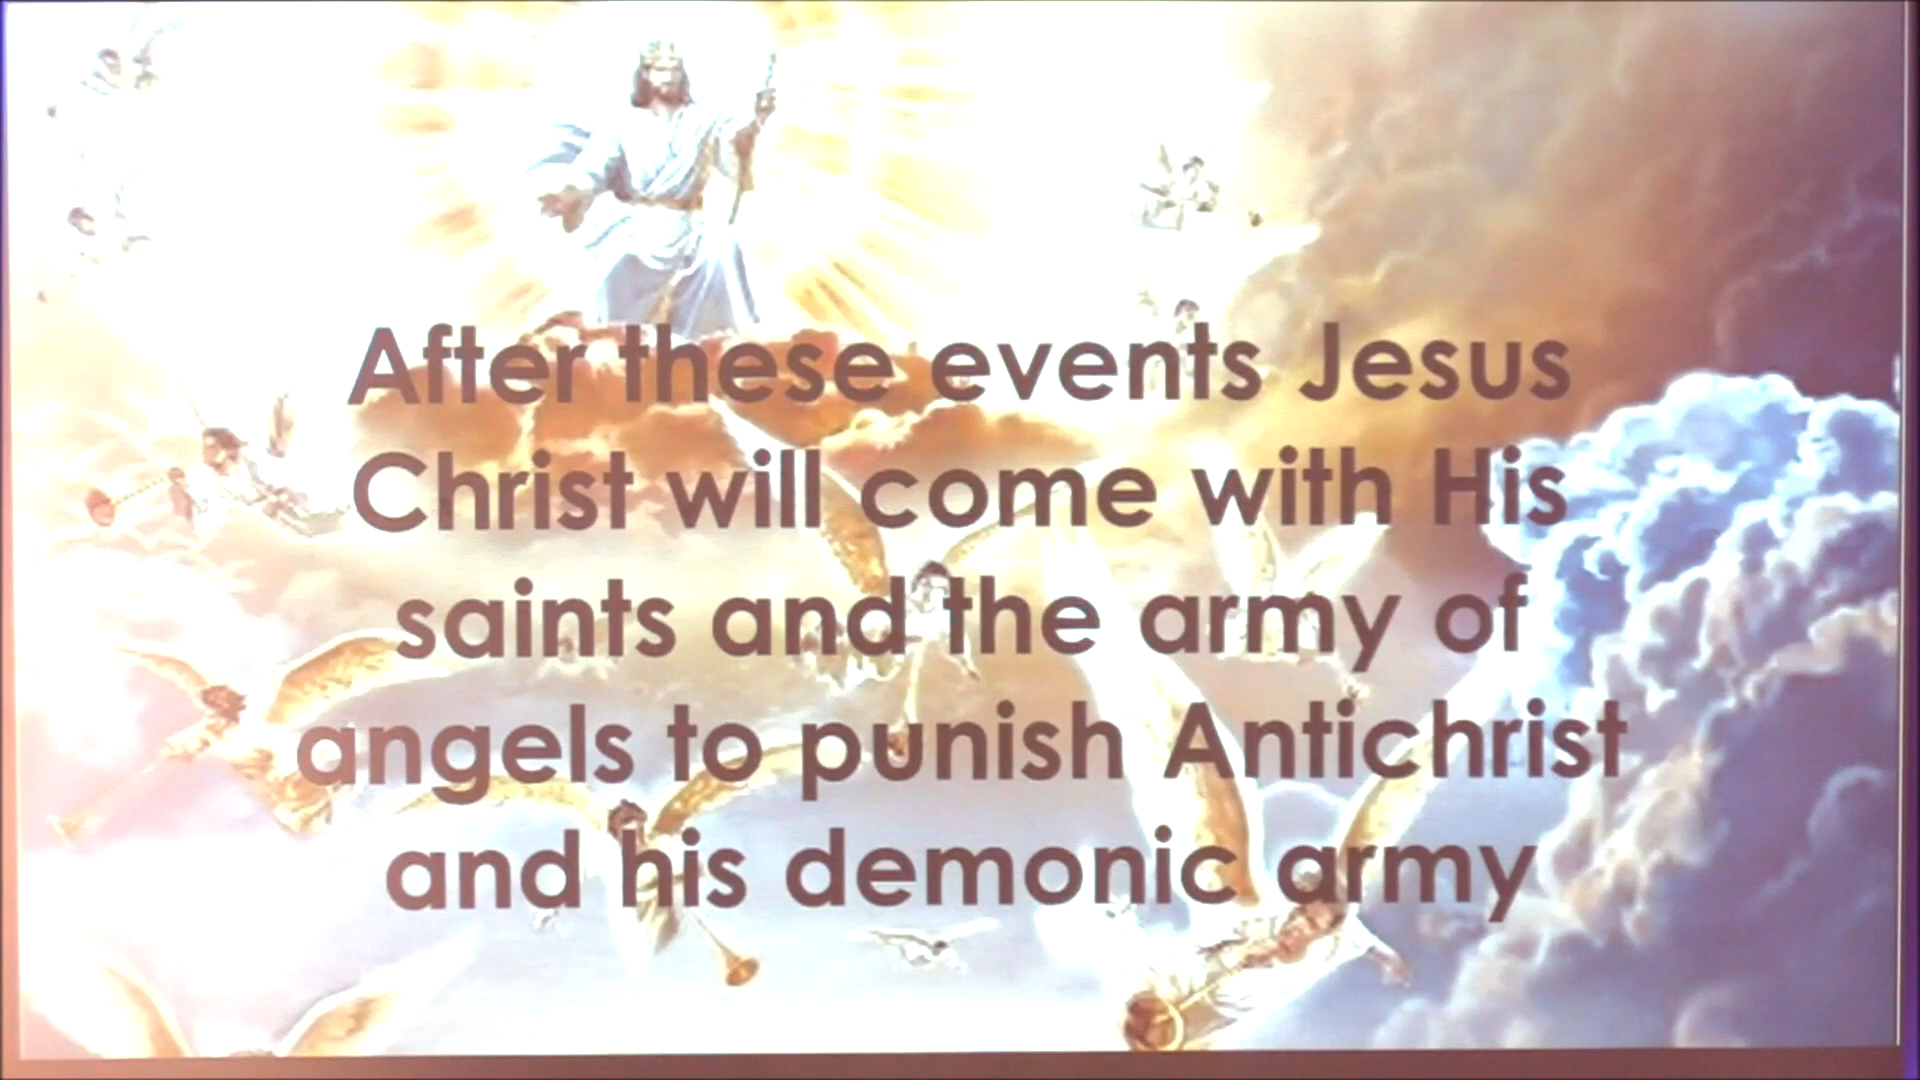 After these events Jesus
Christ will come with His
saints and the army of
angels to punish Antichrist
and his demonic army